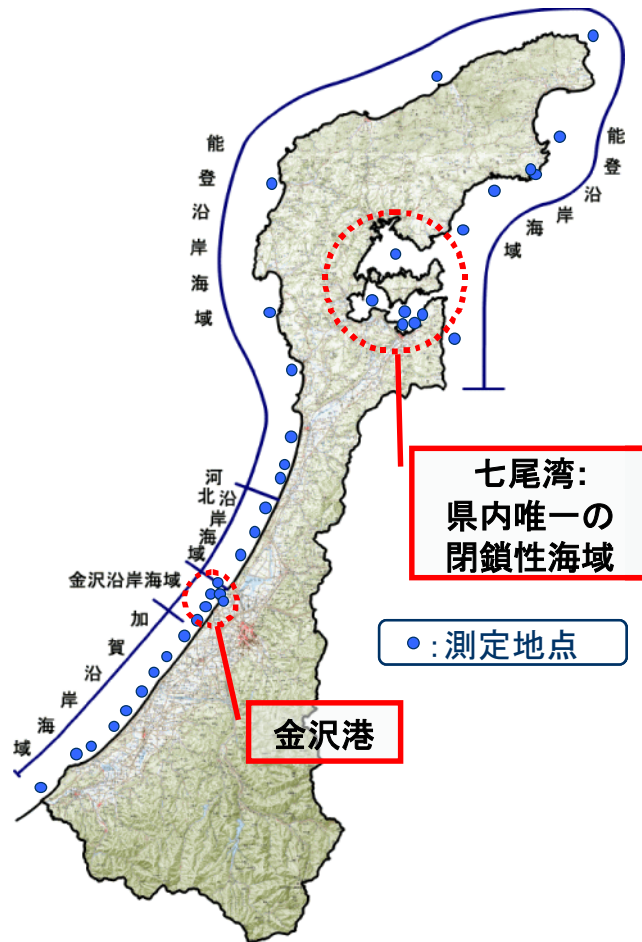 能登沿岸海域
能登沿岸海域
七尾湾:
県内唯一の
閉鎖性海域
河北沿岸海域
金沢沿岸海域
:測定地点
加賀沿岸海域
金沢港